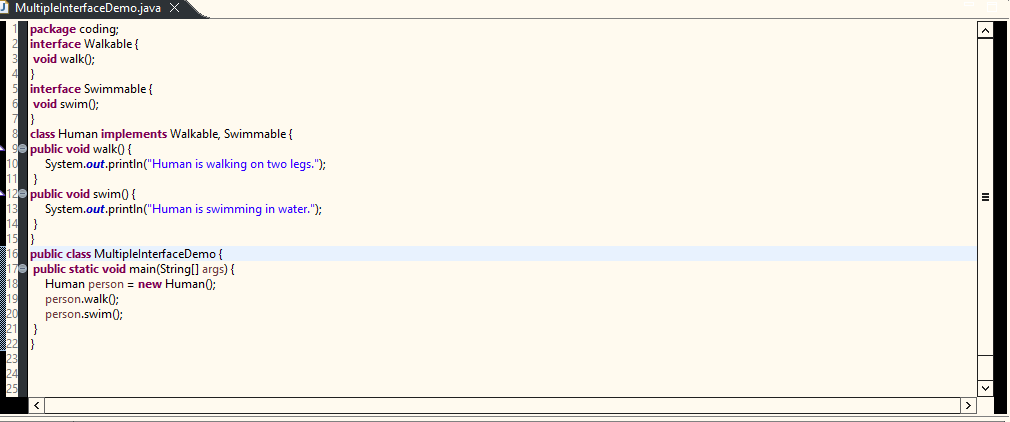 MultipleInterfaceDemo.java
1 package coding;
2 interface Walkable {
3 void walk();
4 }
5 interface Swimmable {
6 void swim();
7 }
8 class Human implements Walkable, Swimmable {
9 public void walk() {
10 System.out.println("Human is walking on two legs.");
11 }
12 public void swim() {
13 System.out.println("Human is swimming in water.");
14 }
15 }
16 public class MultipleInterfaceDemo {
17 public static void main(String[] args) {
18 Human person = new Human();
19 person.walk();
20 person.swim();
21 }
22 }
23
24
25